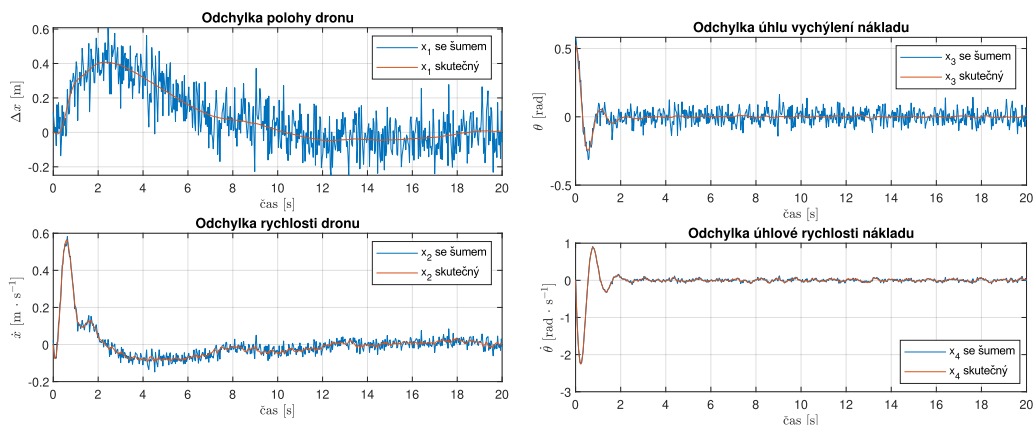 Odchylka polohy dronu
0.6
0.4
0.2
0
-0.2
Δx [m]
x1 se šumem
x1 skutečný
0 2 4 6 8 10 12 14 16 18 20
čas [s]
Odchylka rychlosti dronu
0.6
0.4
0.2
0
-0.2
ẋ [m · s⁻¹]
x2 se šumem
x2 skutečný
0 2 4 6 8 10 12 14 16 18 20
čas [s]
Odchylka úhlu vychýlení nákladu
0.5
0
-0.5
θ [rad]
x3 se šumem
x3 skutečný
0 2 4 6 8 10 12 14 16 18 20
čas [s]
Odchylka úhlové rychlosti nákladu
1
0
-1
-2
-3
θ̇ [rad · s⁻¹]
x4 se šumem
x4 skutečný
0 2 4 6 8 10 12 14 16 18 20
čas [s]